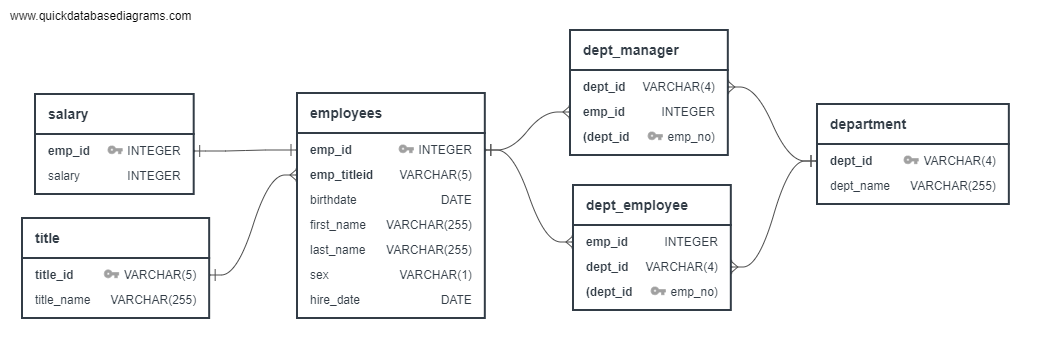 www.quickdatabasediagrams.com
salary
emp_id INTEGER
salary INTEGER
title
title_id VARCHAR(5)
title_name VARCHAR(255)
employees
emp_id INTEGER
emp_titleid VARCHAR(5)
birthdate DATE
first_name VARCHAR(255)
last_name VARCHAR(255)
sex VARCHAR(1)
hire_date DATE
dept_manager
dept_id VARCHAR(4)
emp_id INTEGER
(dept_id emp_no)
dept_employee
emp_id INTEGER
dept_id VARCHAR(4)
(dept_id emp_no)
department
dept_id VARCHAR(4)
dept_name VARCHAR(255)